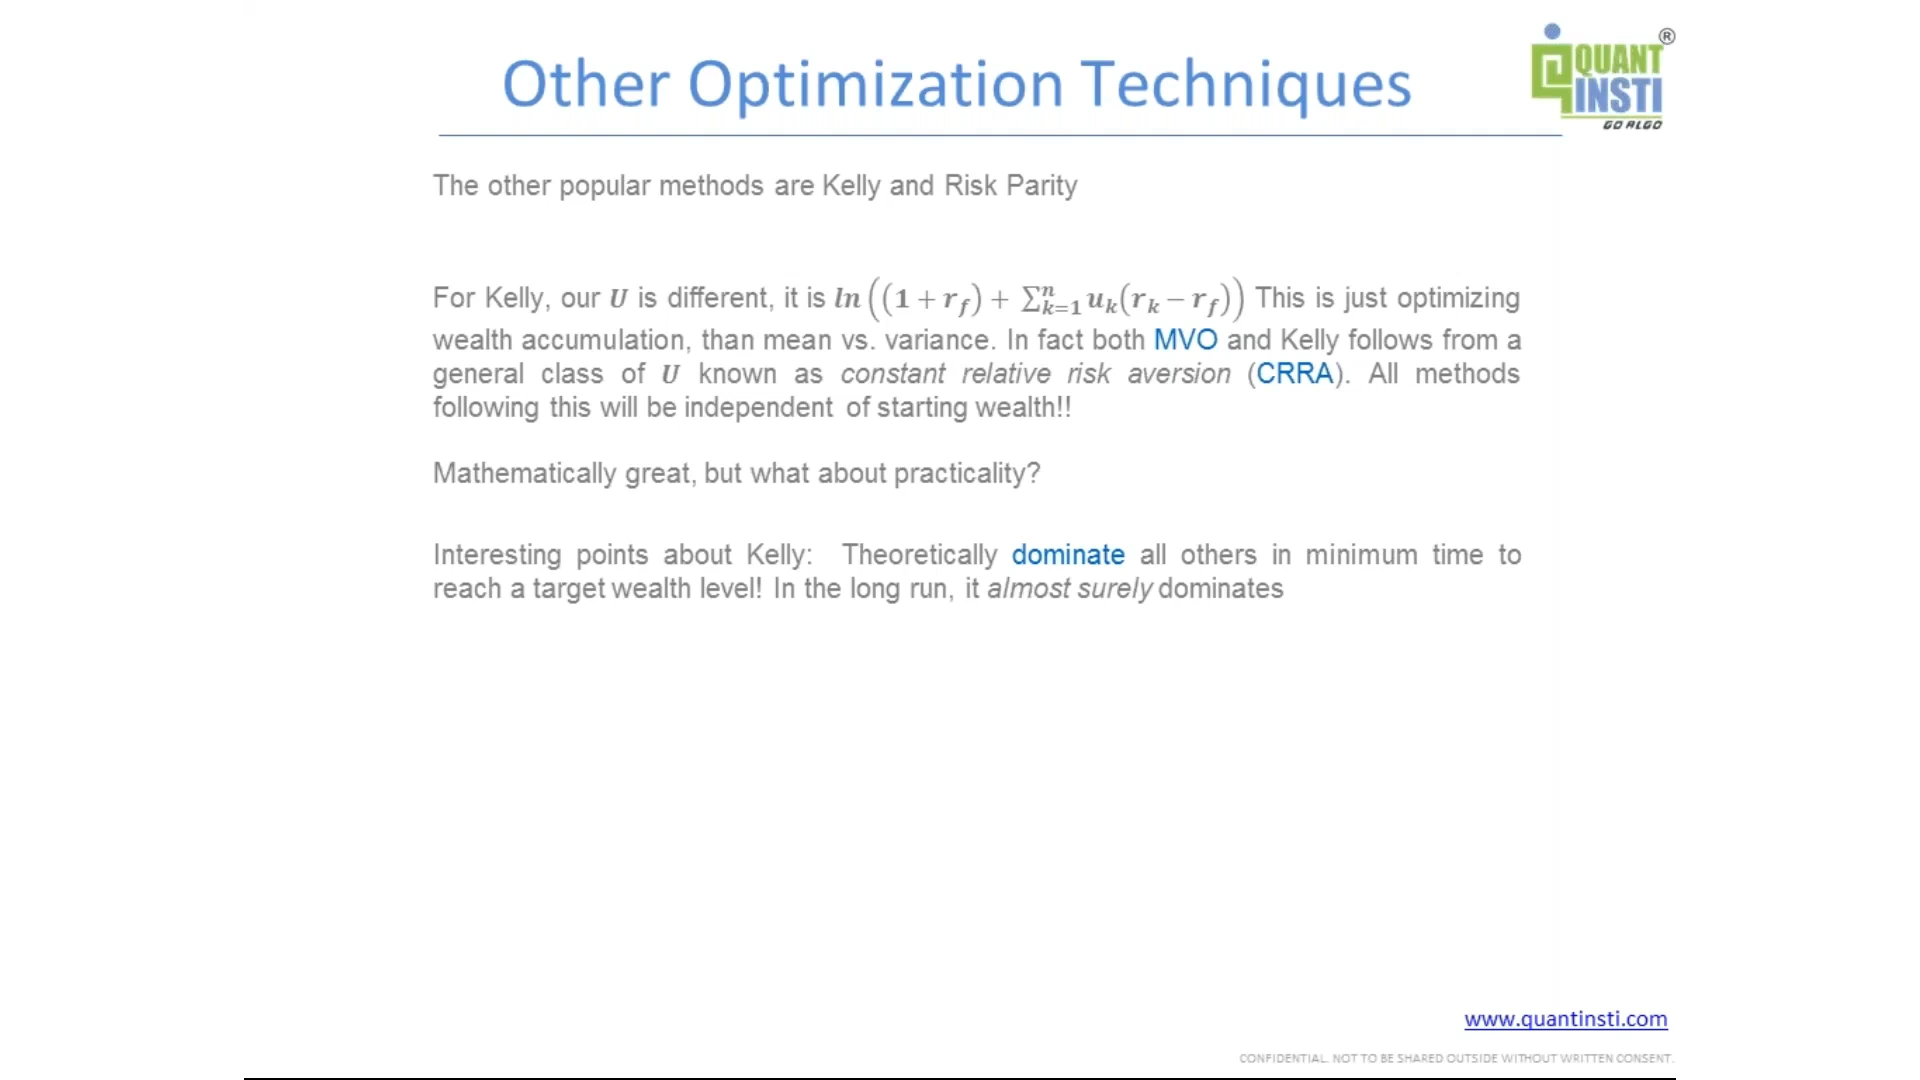 Other Optimization Techniques
QUANT
INSTI
®
GO ALGO
The other popular methods are Kelly and Risk Parity
For Kelly, our U is different, it is ln((1 + r_f) + ∑_{k=1}^{n} u_k(r_k − r_f)) This is just optimizing
wealth accumulation, than mean vs. variance. In fact both MVO and Kelly follows from a
general class of U known as constant relative risk aversion (CRRA). All methods
following this will be independent of starting wealth!!
Mathematically great, but what about practicality?
Interesting points about Kelly: Theoretically dominate all others in minimum time to
reach a target wealth level! In the long run, it almost surely dominates
www.quantinsti.com
CONFIDENTIAL. NOT TO BE SHARED OUTSIDE WITHOUT WRITTEN CONSENT.